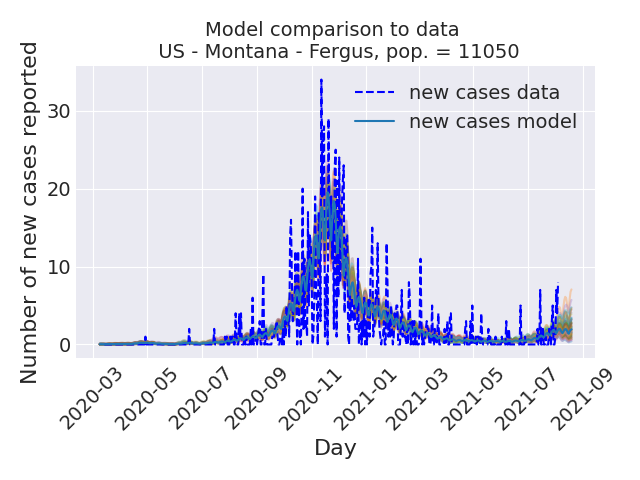 Model comparison to data
US - Montana - Fergus, pop. = 11050
Number of new cases reported
30
20
10
0
new cases data
new cases model
2020-03
2020-05
2020-07
2020-09
2020-11
2021-01
2021-03
2021-05
2021-07
2021-09
Day